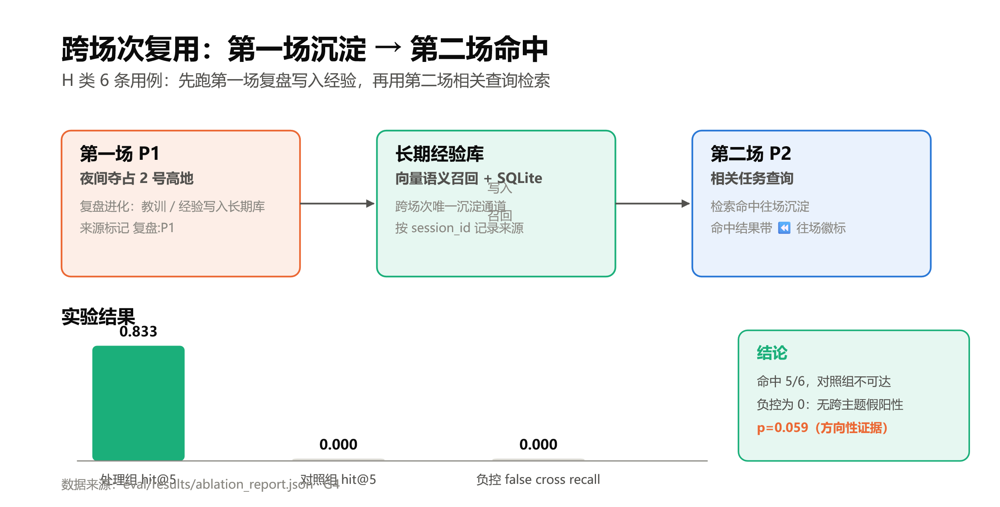 跨场次复用：第一场沉淀 → 第二场命中
H 类 6 条用例：先跑第一场复盘写入经验，再用第二场相关查询检索
第一场 P1
夜间夺占 2 号高地
复盘进化：教训 / 经验写入长期库
来源标记 复盘:P1
长期经验库
向量语义召回 + SQLite
写入
跨场次唯一沉淀通道
召回
按 session_id 记录来源
第二场 P2
相关任务查询
检索命中往场沉淀
命中结果带 ⏪ 往场徽标
实验结果
0.833
0.000
0.000
处理组 hit@5
对照组 hit@5
负控 false cross recall
数据来源：eval/results/ablation_report.json · G4
结论
命中 5/6，对照组不可达
负控为 0：无跨主题假阳性
p=0.059（方向性证据）